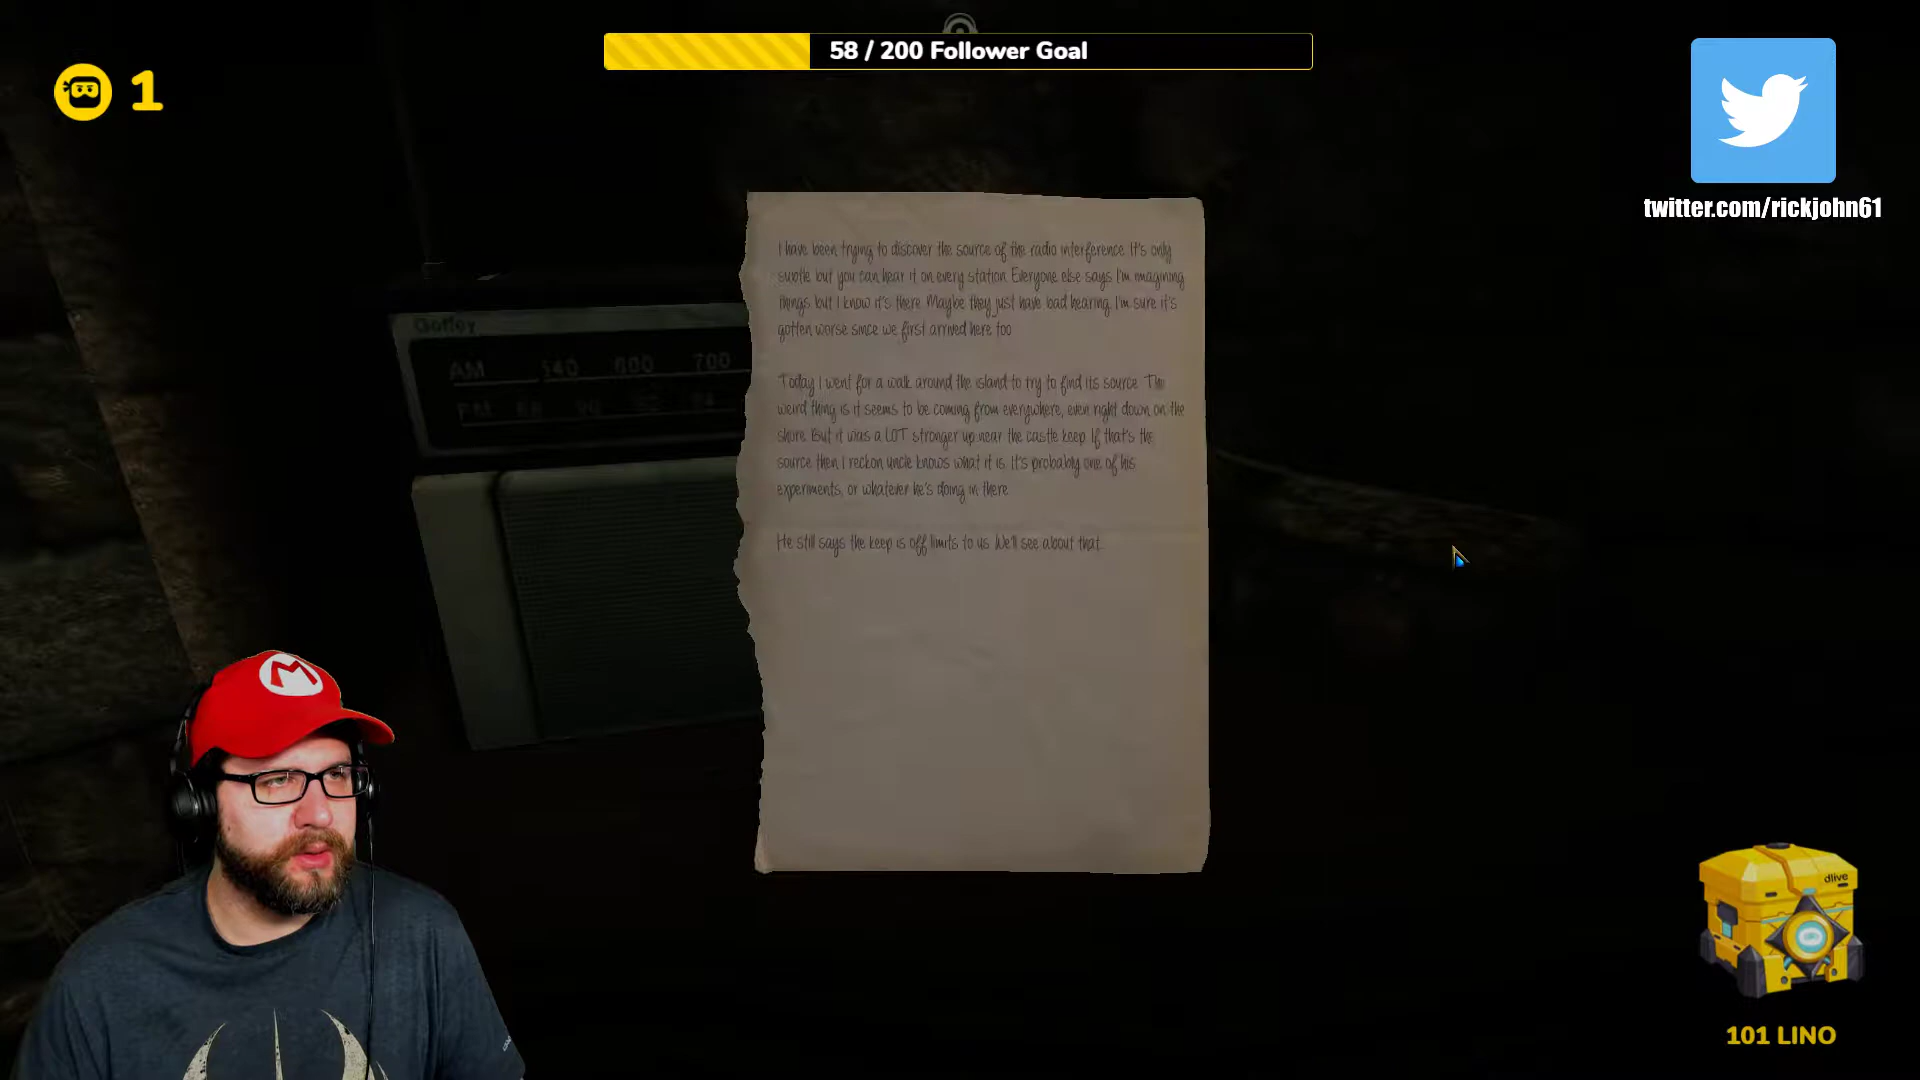 58 / 200 Follower Goal
1
twitter.com/rickjohn61
I have been trying to discover the source of the radio interference. It's only
subtle but you can hear it on every station. Everyone else says I'm imagining
things but I know it's there. Maybe they just have bad hearing. I'm sure it's
gotten worse since we first arrived here too
Today I went for a walk around the island to try to find its source. The
weird thing is it seems to be coming from everywhere, even right down on the
shore. But it was a LOT stronger up near the castle keep. If that's the
source then I reckon uncle knows what it is. It's probably one of his
experiments, or whatever he's doing in there
He still says the keep is off limits to us. We'll see about that...
AM 540 600 700
FM 88 90 92 94
M
dlive
101 LINO